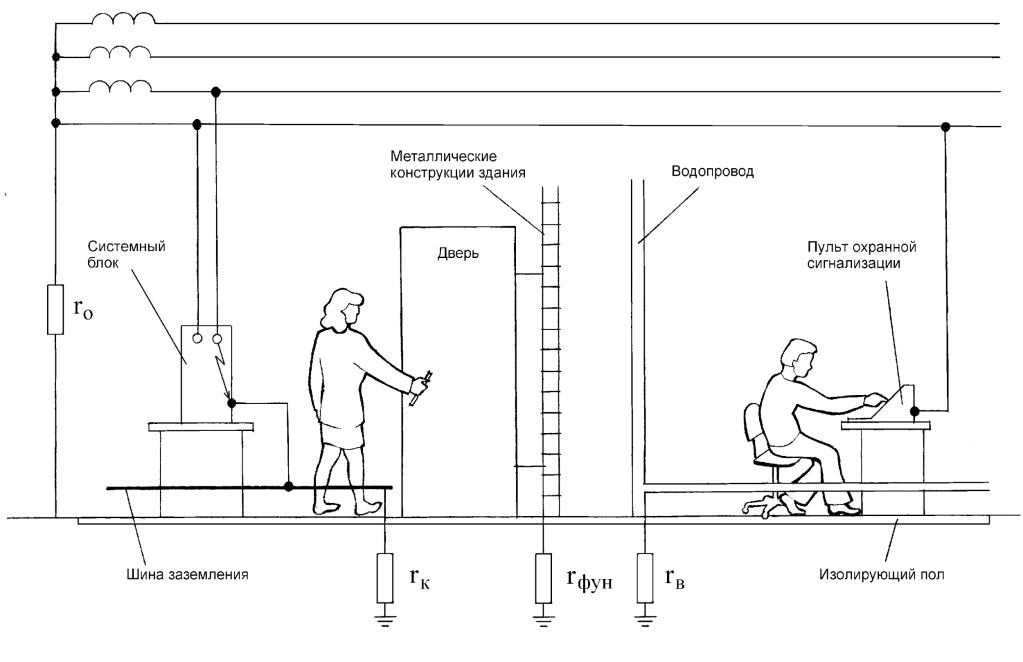 Металлические
конструкции здания
Водопровод
Системный
блок
Дверь
Пульт охранной
сигнализации
rо
Шина заземления
rк
rфун
rв
Изолирующий пол